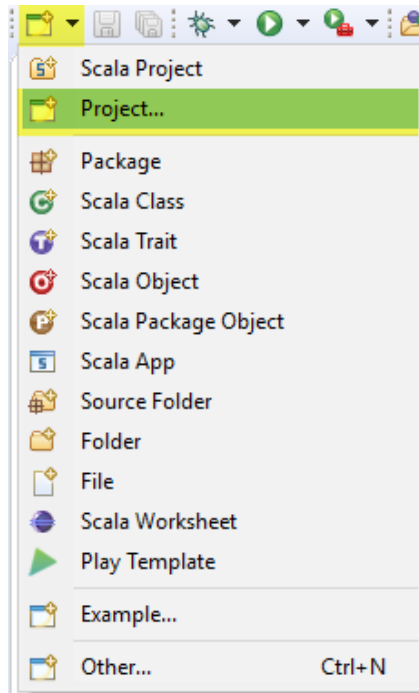 Scala Project
Project...
Package
Scala Class
Scala Trait
Scala Object
Scala Package Object
Scala App
Source Folder
Folder
File
Scala Worksheet
Play Template
Example...
Other... Ctrl+N